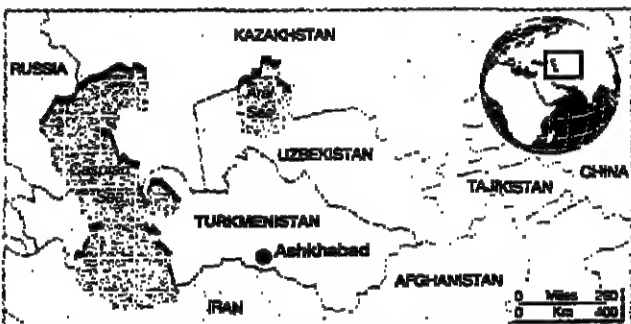 KAZAKHSTAN
RUSSIA
Aral
Sea
UZBEKISTAN
CHINA
Caspian
Sea
TAJIKISTAN
TURKMENISTAN
Ashkhabad
AFGHANISTAN
IRAN
0 Miles 250
0 Km 400